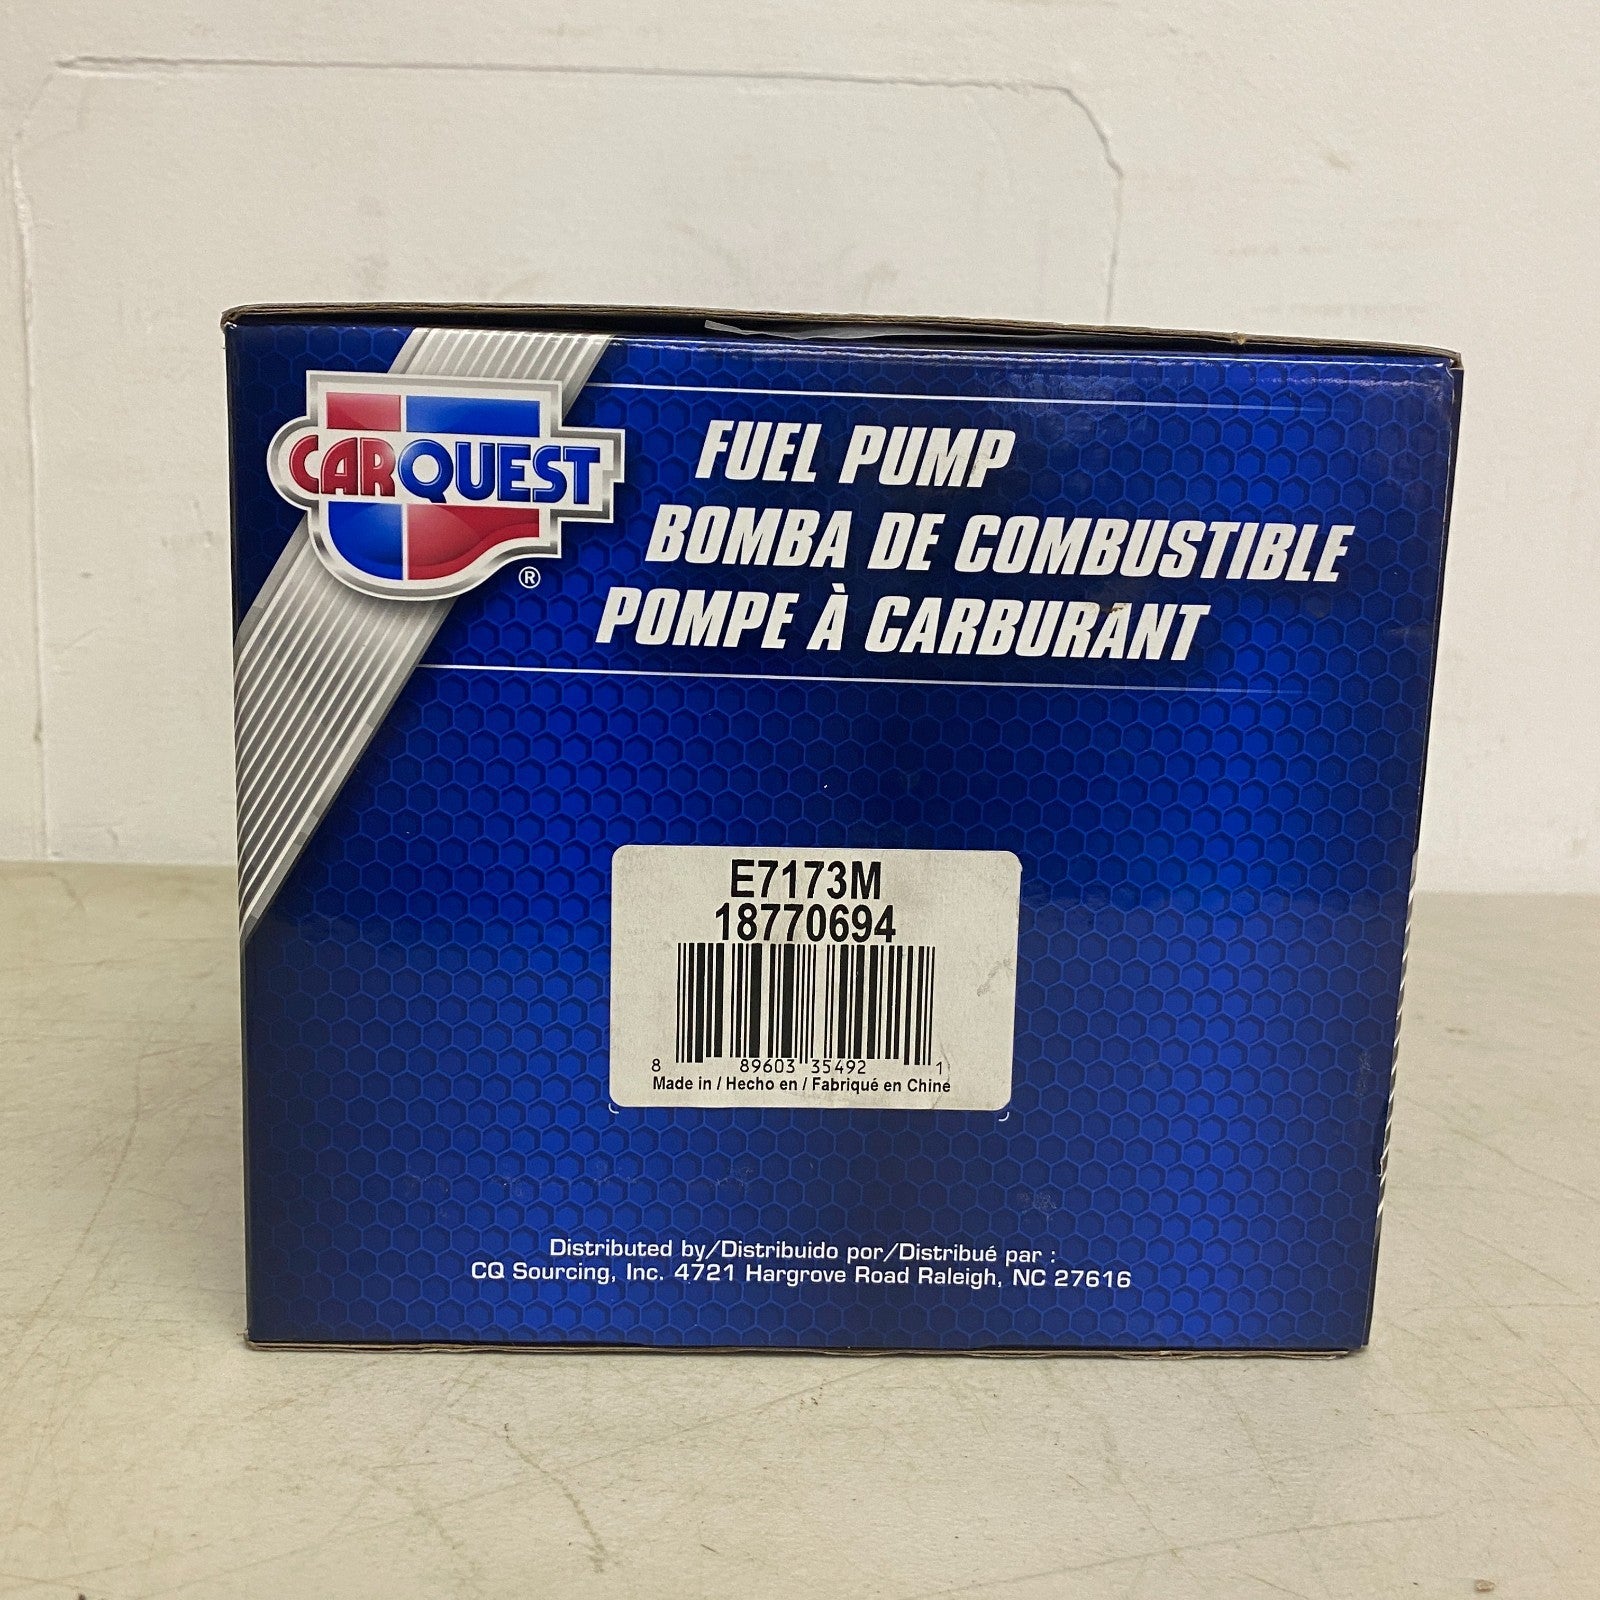 CARQUEST
®
FUEL PUMP
BOMBA DE COMBUSTIBLE
POMPE À CARBURANT
E7173M
18770694
8 89603 35492 1
Made in / Hecho en / Fabriqué en Chine
Distributed by/Distribuido por/Distribué par :
CQ Sourcing, Inc. 4721 Hargrove Road Raleigh, NC 27616